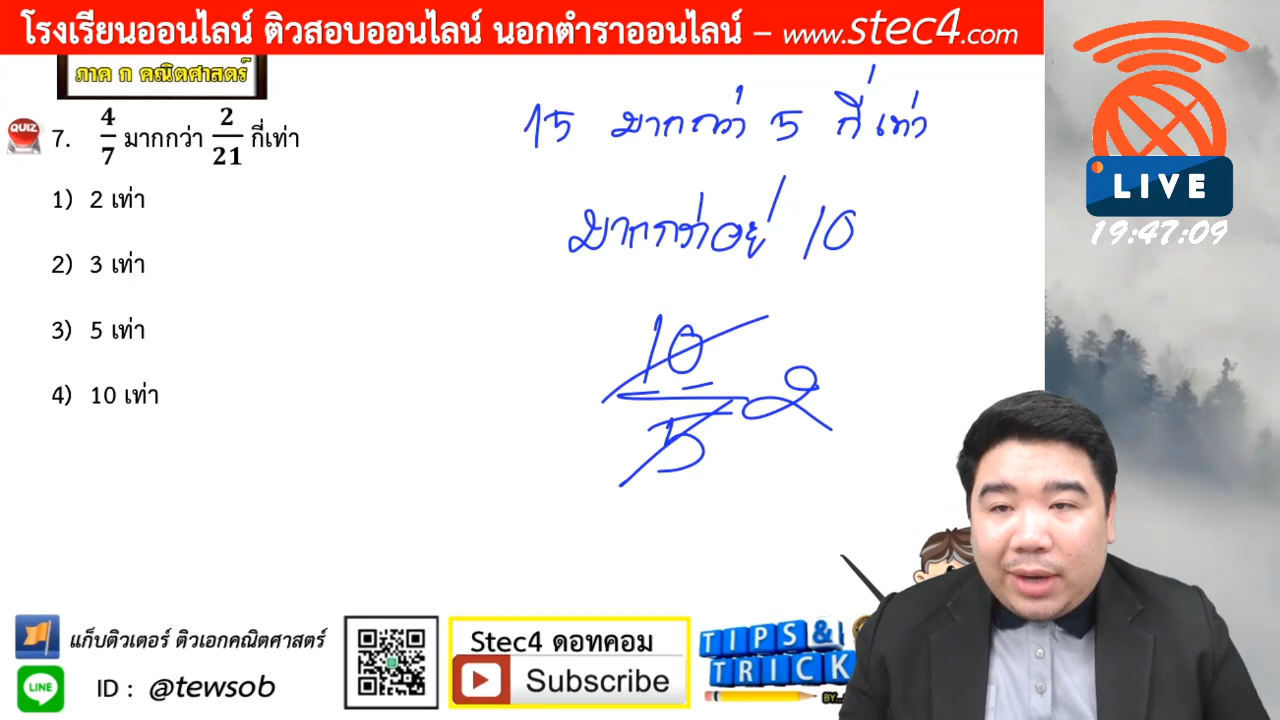 โรงเรียนออนไลน์ ติวสอบออนไลน์ นอกตำราออนไลน์ – www.stec4.com
ภาค ก คณิตศาสตร์
QUIZ
7. 4/7 มากกว่า 2/21 กี่เท่า
1) 2 เท่า
2) 3 เท่า
3) 5 เท่า
4) 10 เท่า
15 มากกว่า 5 กี่เท่า
มากกว่าอยู่ 10
10
5
2
LIVE
19:47:09
แก็บติวเตอร์ ติวเอกคณิตศาสตร์
LINE
ID : @tewsob
Stec4 ดอทคอม
Subscribe
TIPS &
TRICK
BY...